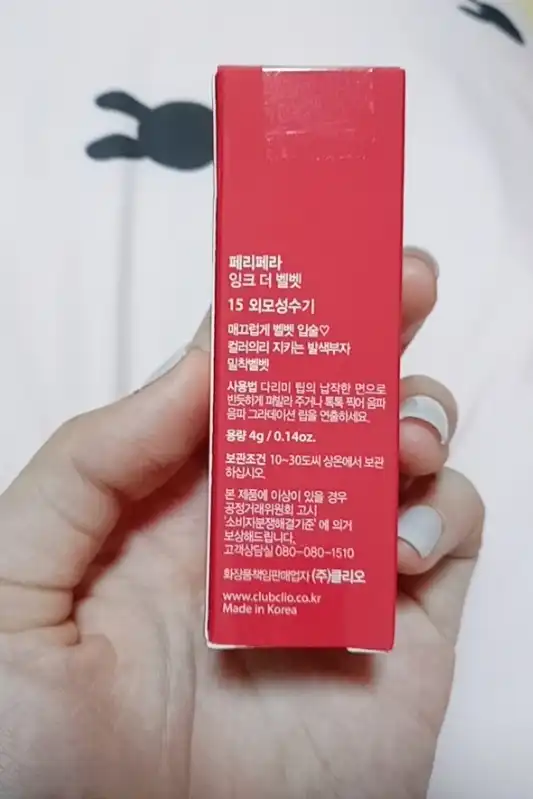 페리페라
잉크 더 벨벳
15 외모성수기
매끄럽게 벨벳 입술♡
컬러의리 지키는 발색부자
밀착벨벳
사용법 다리미 팁의 납작한 면으로
반듯하게 펴발라 주거나 톡톡 찍어 음파
음파 그라데이션 립을 연출하세요.
용량 4g / 0.14oz.
보관조건 10~30도씨 상온에서 보관
하십시오.
본 제품에 이상이 있을 경우
공정거래위원회 고시
'소비자분쟁해결기준' 에 의거
보상해드립니다.
고객상담실 080-080-1510
화장품책임판매업자 (주)클리오
www.clubclio.co.kr
Made in Korea